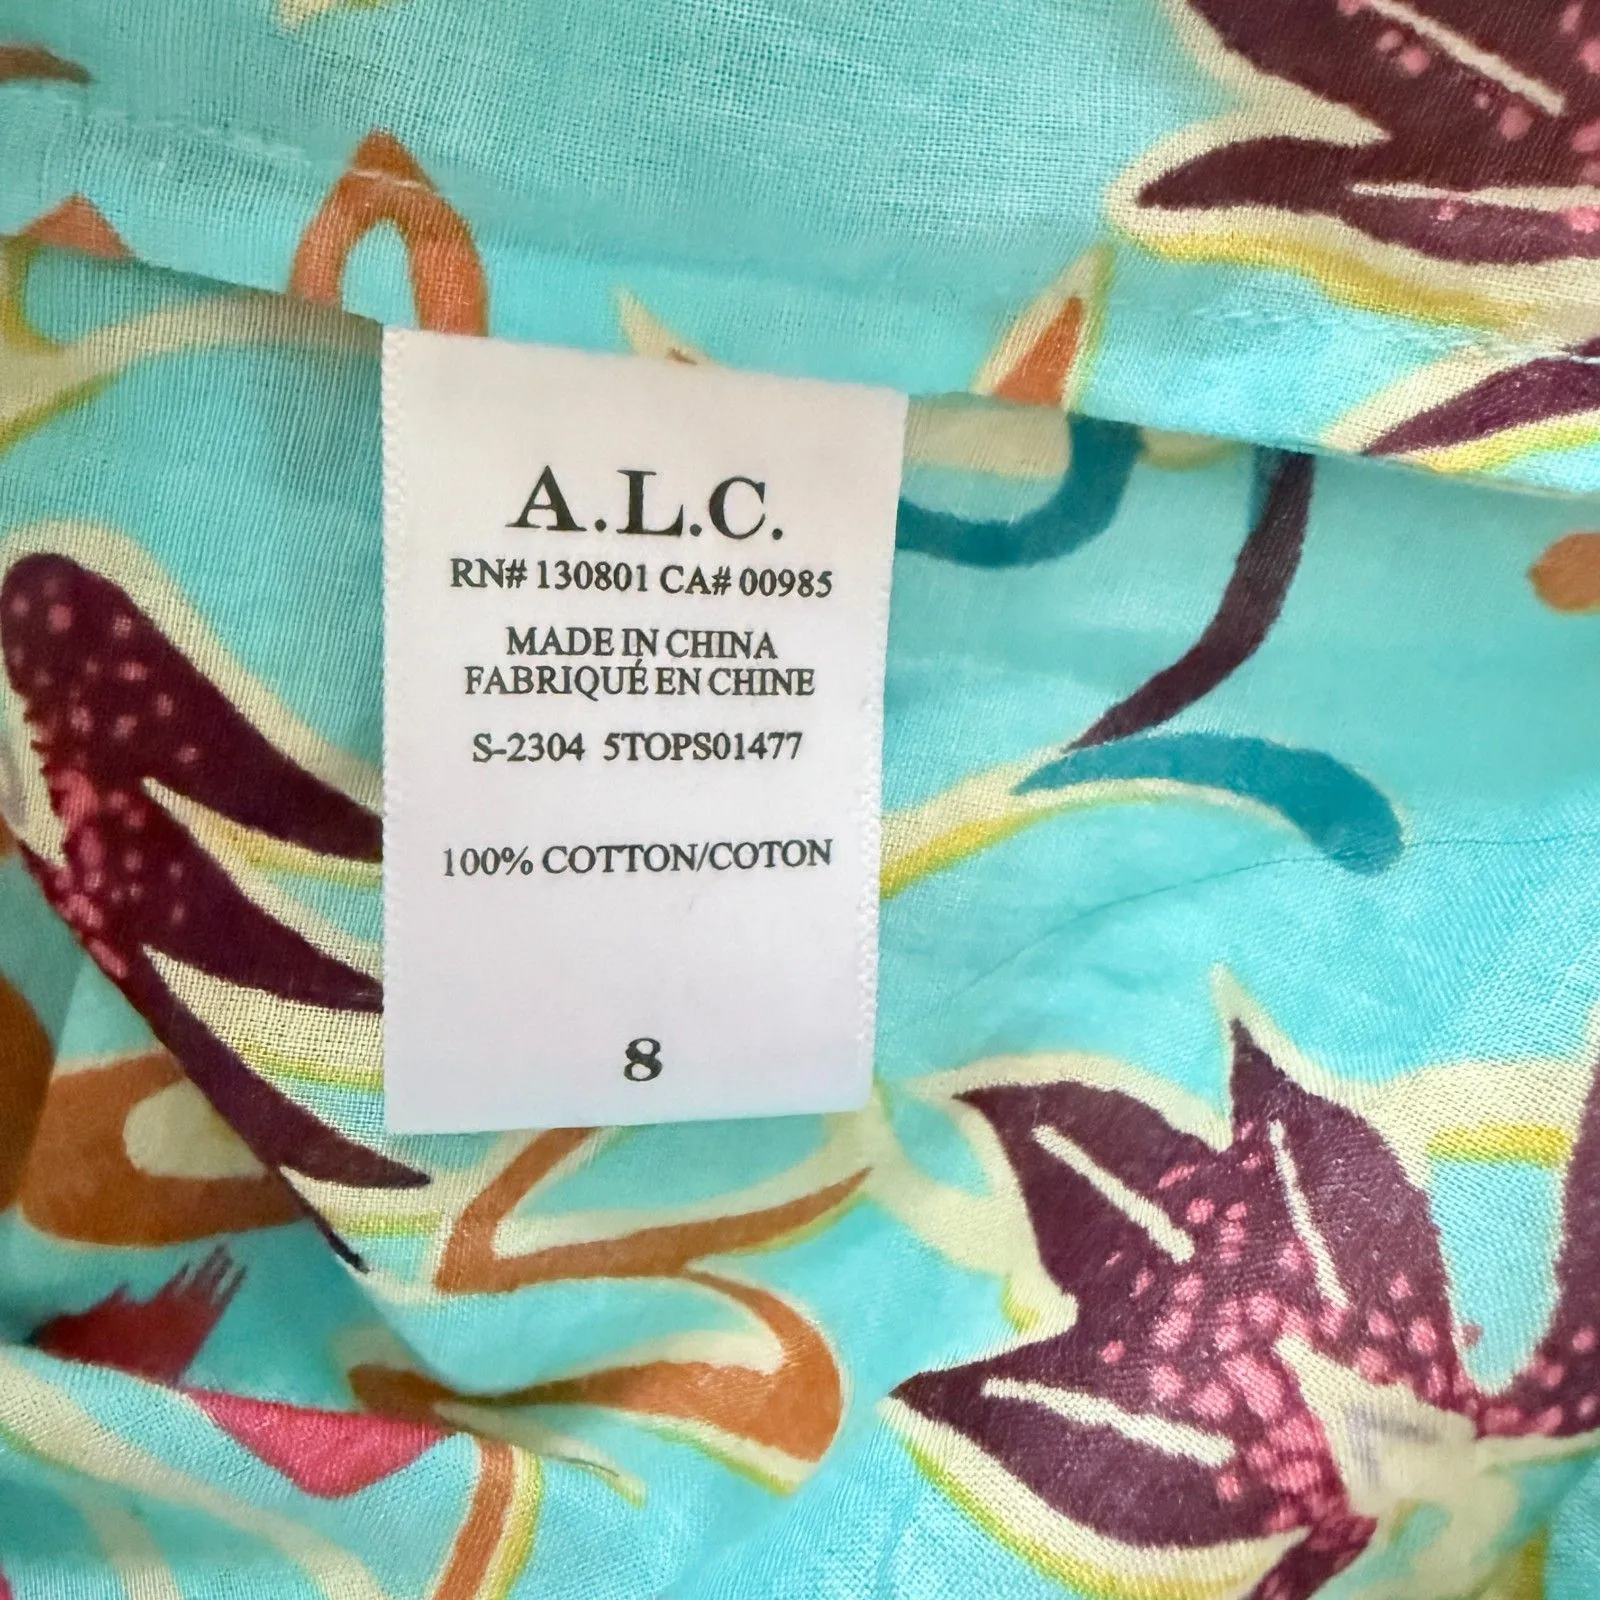 A.L.C.
RN# 130801 CA# 00985
MADE IN CHINA
FABRIQUÉ EN CHINE
S-2304 5TOPS01477
100% COTTON/COTON
8